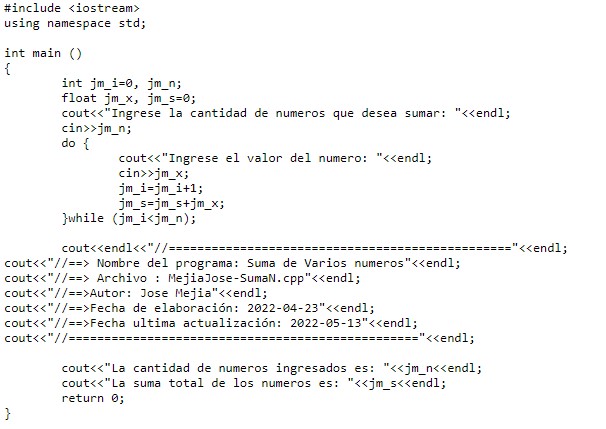 #include <iostream>
using namespace std;

int main ()
{
        int jm_i=0, jm_n;
        float jm_x, jm_s=0;
        cout<<"Ingrese la cantidad de numeros que desea sumar: "<<endl;
        cin>>jm_n;
        do {
                cout<<"Ingrese el valor del numero: "<<endl;
                cin>>jm_x;
                jm_i=jm_i+1;
                jm_s=jm_s+jm_x;
        }while (jm_i<jm_n);

        cout<<endl<<"//================================================"<<endl;
cout<<"//==> Nombre del programa: Suma de Varios numeros"<<endl;
cout<<"//==> Archivo : MejiaJose-SumaN.cpp"<<endl;
cout<<"//==>Autor: Jose Mejia"<<endl;
cout<<"//==>Fecha de elaboración: 2022-04-23"<<endl;
cout<<"//==>Fecha ultima actualización: 2022-05-13"<<endl;
cout<<"//================================================="<<endl;

        cout<<"La cantidad de numeros ingresados es: "<<jm_n<<endl;
        cout<<"La suma total de los numeros es: "<<jm_s<<endl;
        return 0;
}